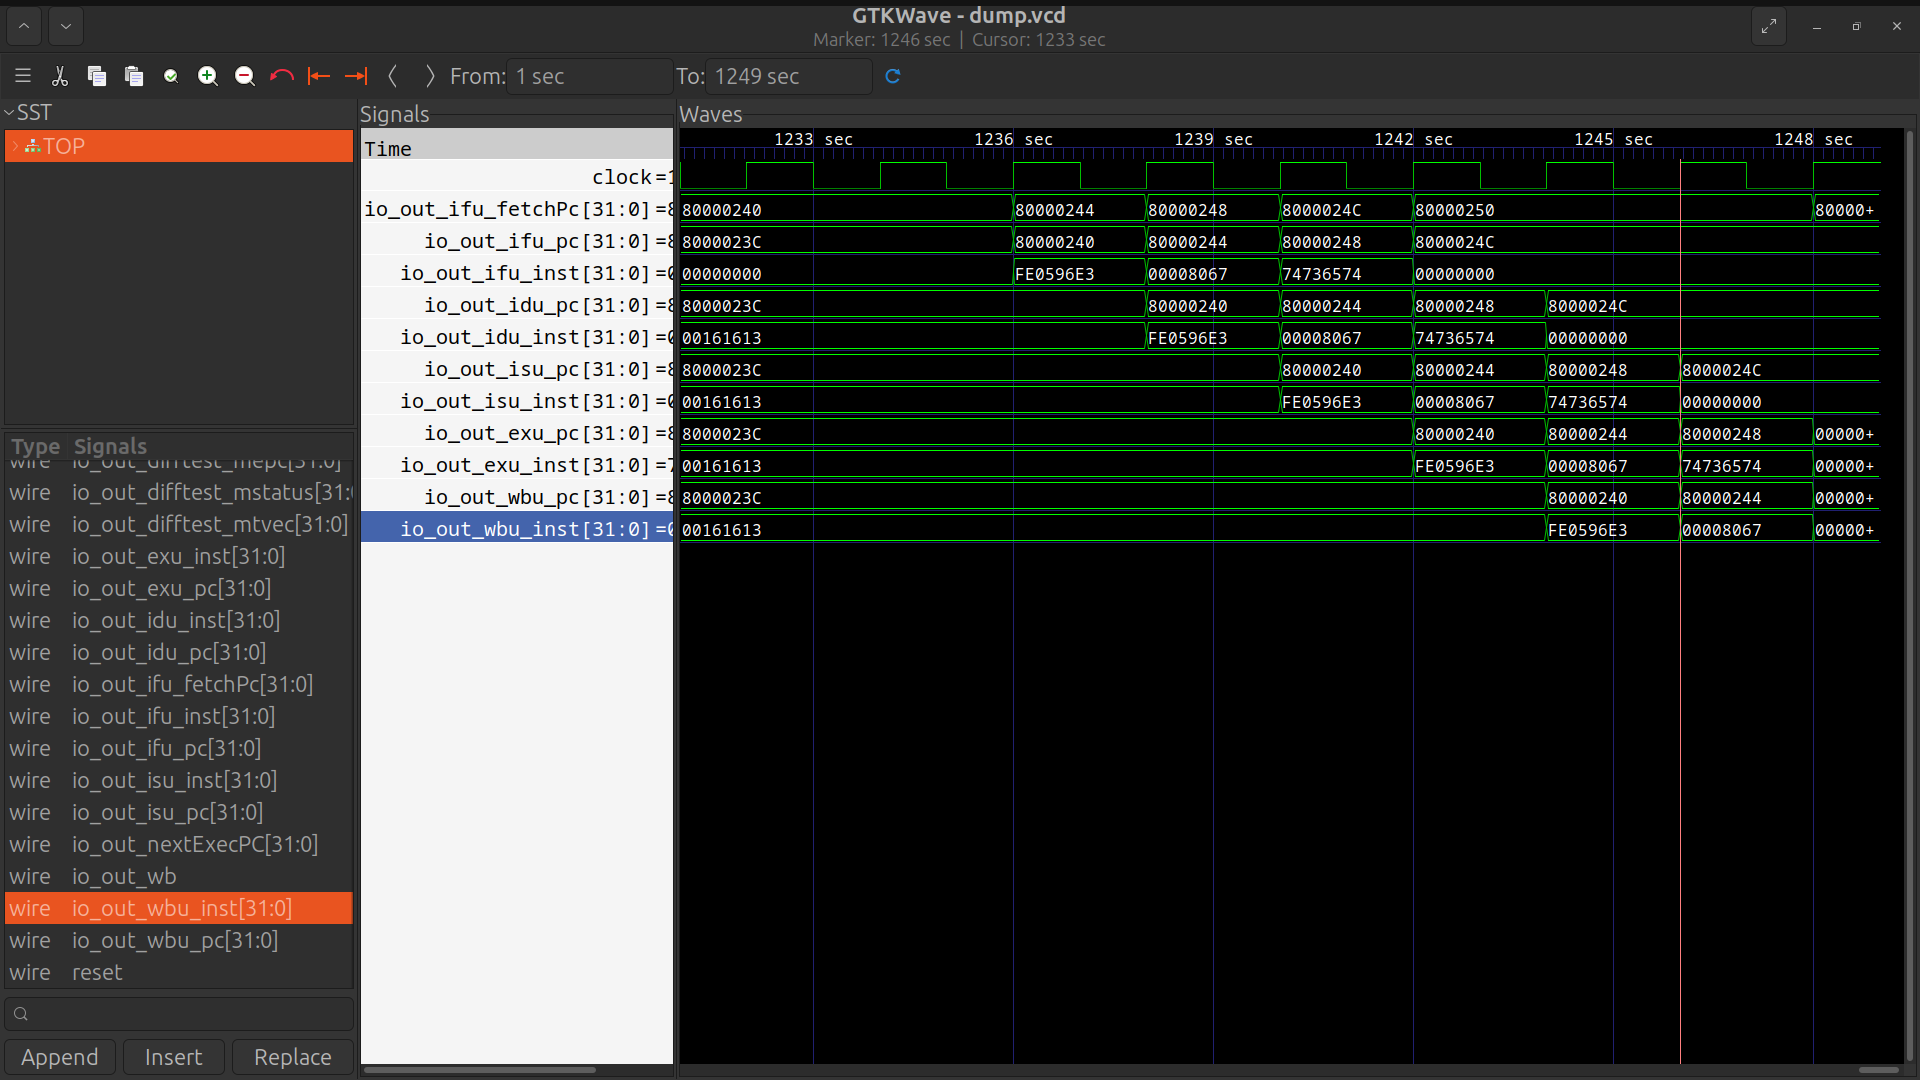 GTKWave - dump.vcd
Marker: 1246 sec | Cursor: 1233 sec
From: 1 sec To: 1249 sec
SST
TOP
Type Signals
wire io_out_difftest_mepc[31:0]
wire io_out_difftest_mstatus[31:
wire io_out_difftest_mtvec[31:0]
wire io_out_exu_inst[31:0]
wire io_out_exu_pc[31:0]
wire io_out_idu_inst[31:0]
wire io_out_idu_pc[31:0]
wire io_out_ifu_fetchPc[31:0]
wire io_out_ifu_inst[31:0]
wire io_out_ifu_pc[31:0]
wire io_out_isu_inst[31:0]
wire io_out_isu_pc[31:0]
wire io_out_nextExecPC[31:0]
wire io_out_wb
wire io_out_wbu_inst[31:0]
wire io_out_wbu_pc[31:0]
wire reset
Append Insert Replace
Signals
Time
clock=1
io_out_ifu_fetchPc[31:0]=8
io_out_ifu_pc[31:0]=8
io_out_ifu_inst[31:0]=0
io_out_idu_pc[31:0]=8
io_out_idu_inst[31:0]=0
io_out_isu_pc[31:0]=8
io_out_isu_inst[31:0]=0
io_out_exu_pc[31:0]=8
io_out_exu_inst[31:0]=7
io_out_wbu_pc[31:0]=8
io_out_wbu_inst[31:0]=0
Waves
1233 sec 1236 sec 1239 sec 1242 sec 1245 sec 1248 sec
80000240 80000244 80000248 8000024C 80000250 80000+
8000023C 80000240 80000244 80000248 8000024C
00000000 FE0596E3 00008067 74736574 00000000
8000023C 80000240 80000244 80000248 8000024C
00161613 FE0596E3 00008067 74736574 00000000
8000023C 80000240 80000244 80000248 8000024C
00161613 FE0596E3 00008067 74736574 00000000
8000023C 80000240 80000244 80000248 00000+
00161613 FE0596E3 00008067 74736574 00000+
8000023C 80000240 80000244 00000+
00161613 FE0596E3 00008067 00000+